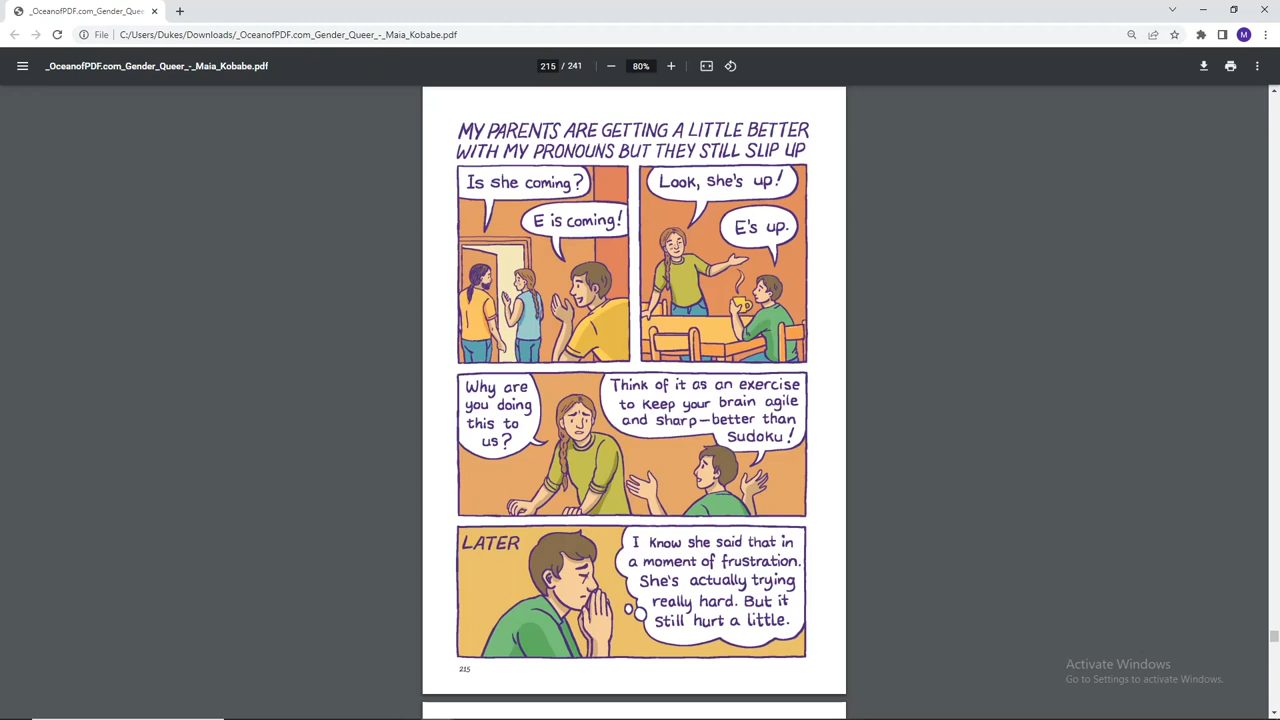 _OceanofPDF.com_Gender_Quee
File
C:/Users/Dukes/Downloads/_OceanofPDF.com_Gender_Queer_-_Maia_Kobabe.pdf
M
_OceanofPDF.com_Gender_Queer_-_Maia_Kobabe.pdf
215 / 241
80%
MY PARENTS ARE GETTING A LITTLE BETTER
WITH MY PRONOUNS BUT THEY STILL SLIP UP
Is she coming?
E is coming!
Look, she's up!
E's up.
Why are
you doing
this to
us?
Think of it as an exercise
to keep your brain agile
and sharp—better than
Sudoku!
LATER
I know she said that in
a moment of frustration.
She's actually trying
really hard. But it
still hurt a little.
215
Activate Windows
Go to Settings to activate Windows.